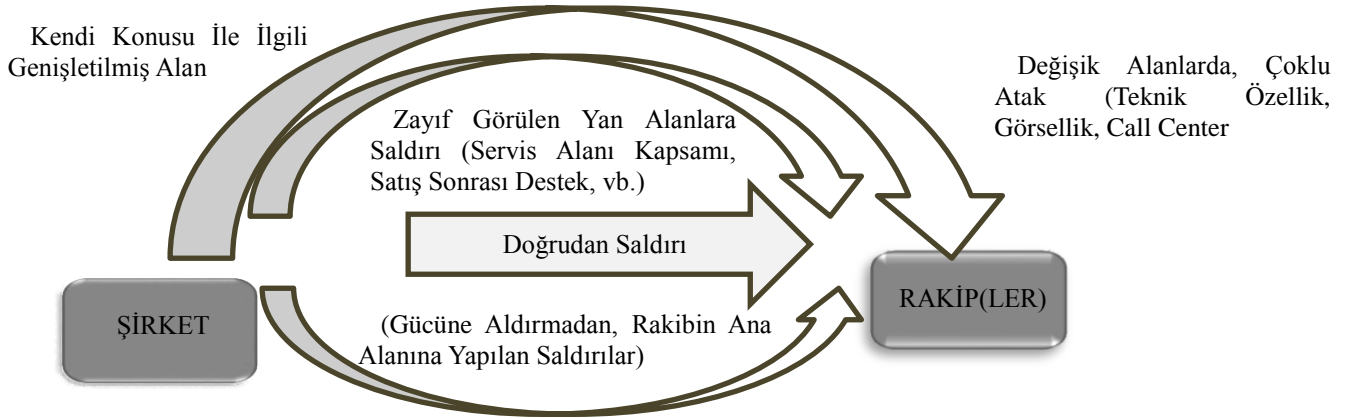 Kendi Konusu İle İlgili
Genişletilmiş Alan
Değişik Alanlarda, Çoklu
Atak (Teknik Özellik,
Görsellik, Call Center
Zayıf Görülen Yan Alanlara
Saldırı (Servis Alanı Kapsamı,
Satış Sonrası Destek, vb.)
Doğrudan Saldırı
RAKİP(LER)
ŞİRKET
(Gücüne Aldırmadan, Rakibin Ana
Alanına Yapılan Saldırılar)